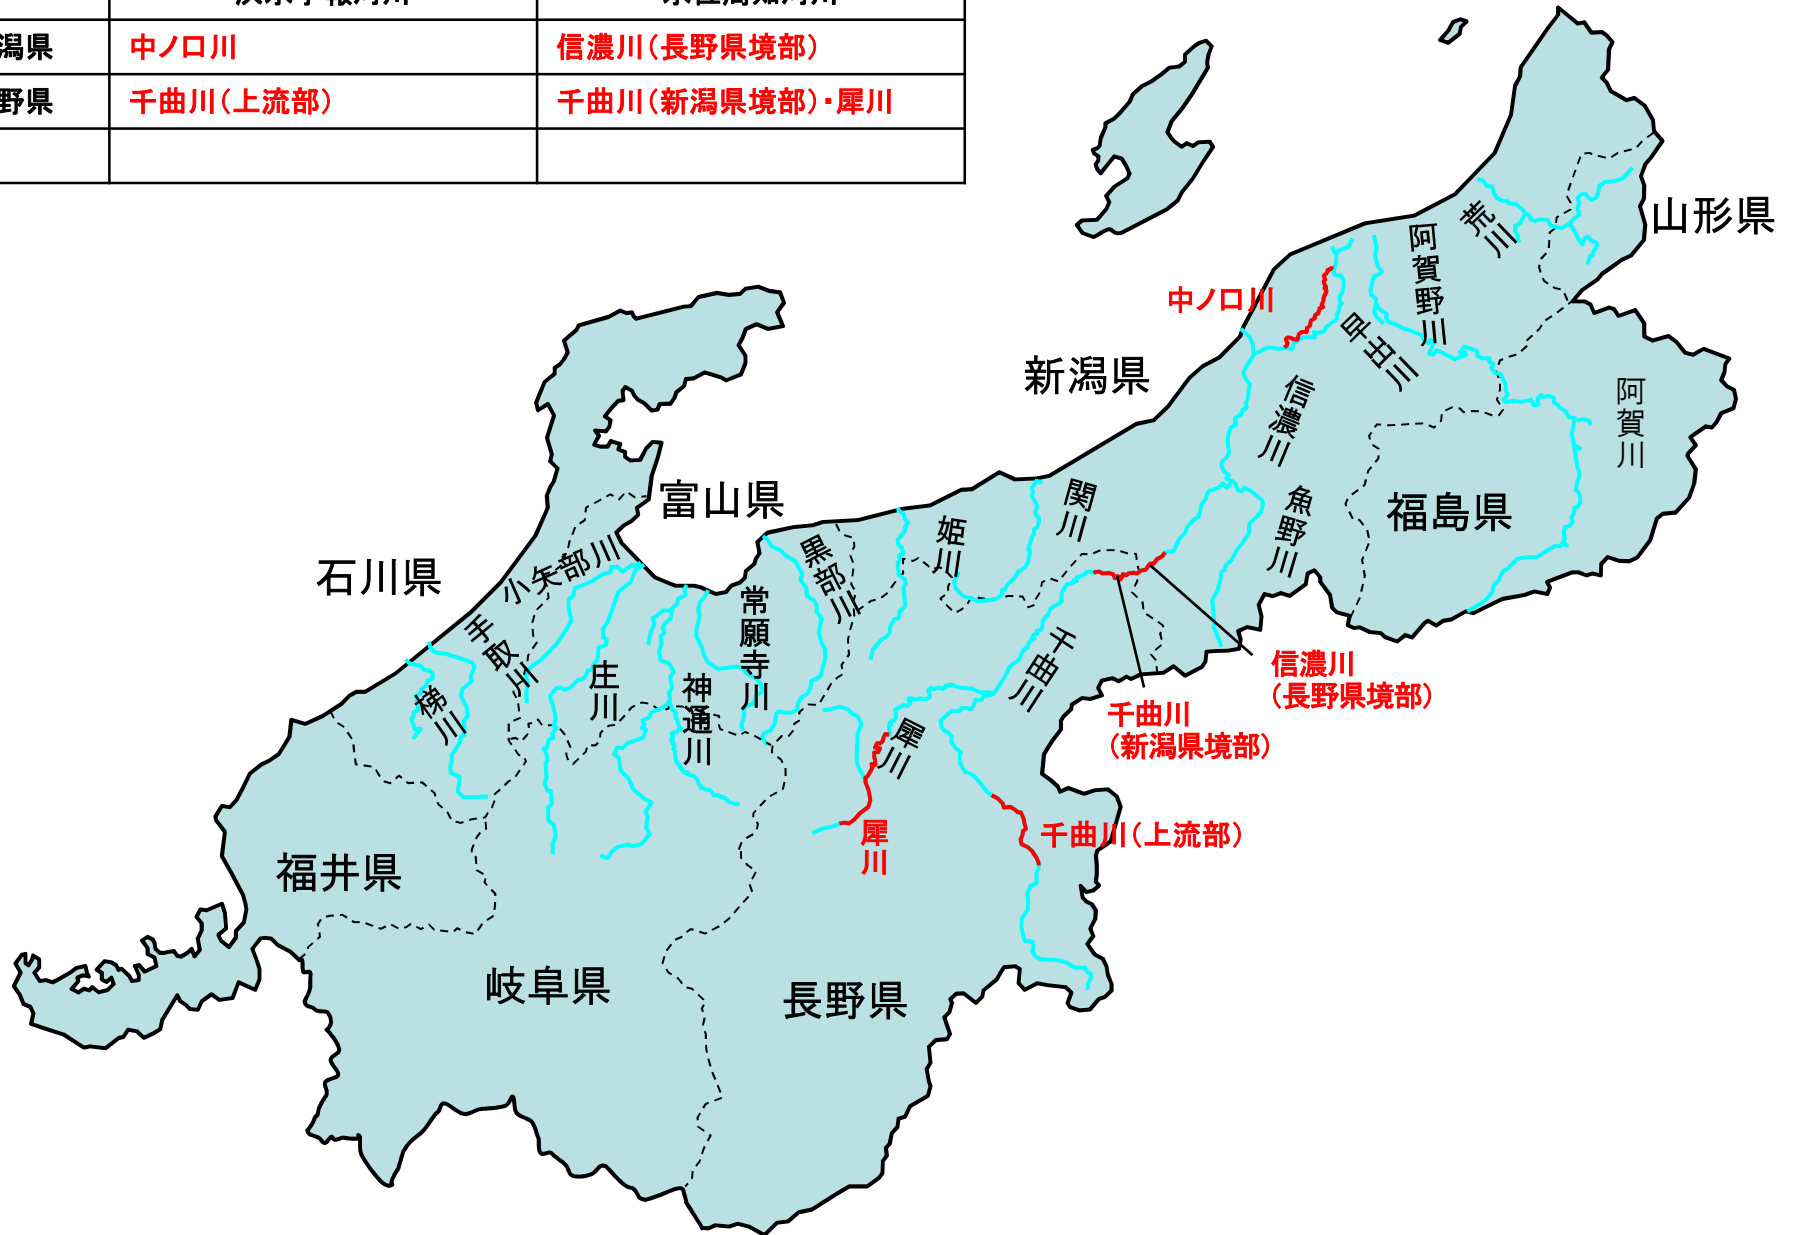 潟県
中ノ口川
信濃川（長野県境部）
野県
千曲川（上流部）
千曲川（新潟県境部）・犀川
山形県
荒川
阿賀野川
中ノ口川
早出川
新潟県
阿賀川
信濃川
福島県
魚野川
関川
富山県
姫川
黒部川
石川県
小矢部川
常願寺川
手取川
千曲川
庄川
神通川
梯川
信濃川
（長野県境部）
千曲川
（新潟県境部）
犀川
犀川
千曲川（上流部）
福井県
岐阜県
長野県